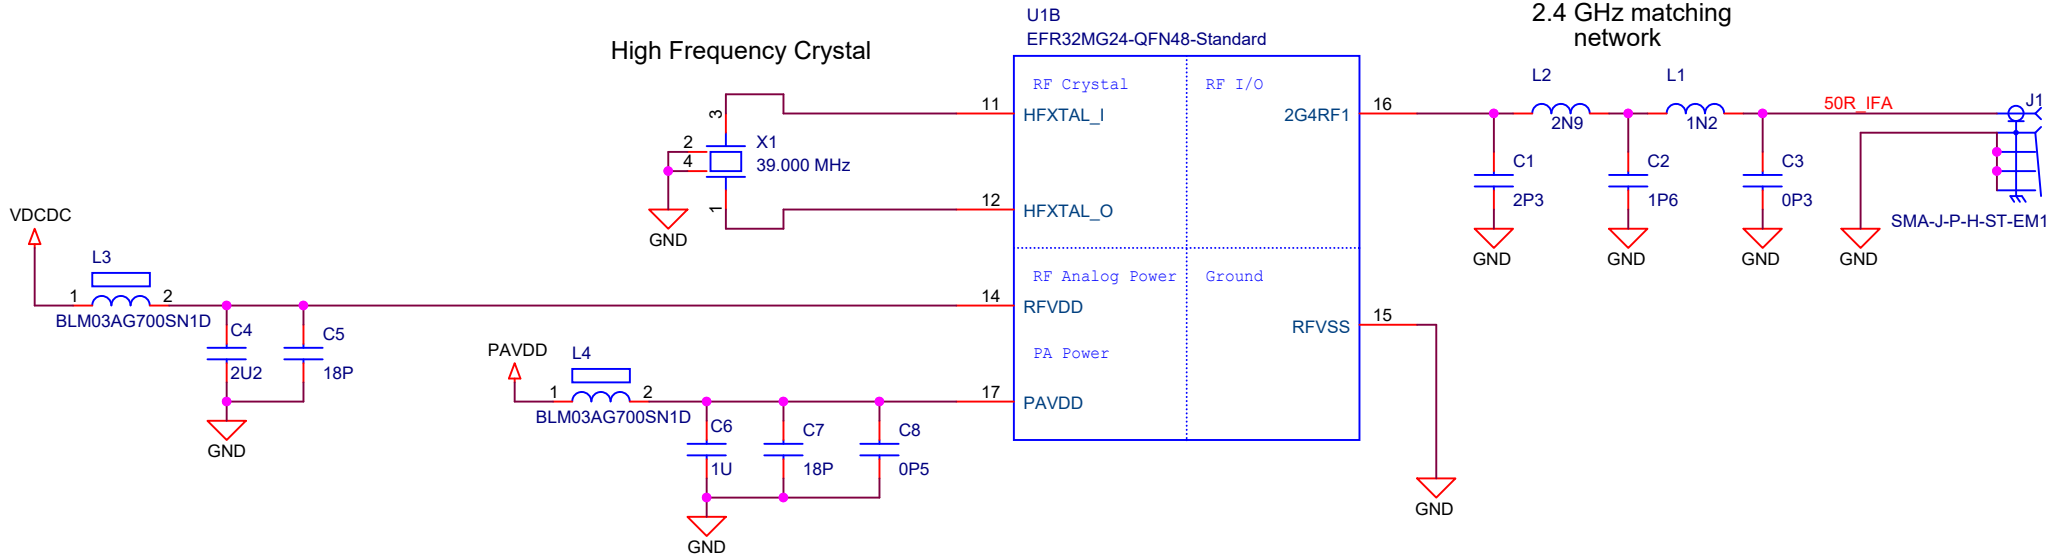 U1B
EFR32MG24-QFN48-Standard
2.4 GHz matching
network
High Frequency Crystal
RF Crystal
RF I/O
11
HFXTAL_I
2G4RF1
16
L2
2N9
L1
1N2
50R_IFA
J1
3
2
4
1
X1
39.000 MHz
GND
12
HFXTAL_O
C1
2P3
GND
C2
1P6
GND
C3
0P3
GND
GND
SMA-J-P-H-ST-EM1
VDCDC
L3
1
2
BLM03AG700SN1D
C4
2U2
C5
18P
GND
RF Analog Power
Ground
14
RFVDD
RFVSS
15
GND
PA Power
PAVDD
L4
1
2
BLM03AG700SN1D
17
PAVDD
C6
1U
C7
18P
C8
0P5
GND